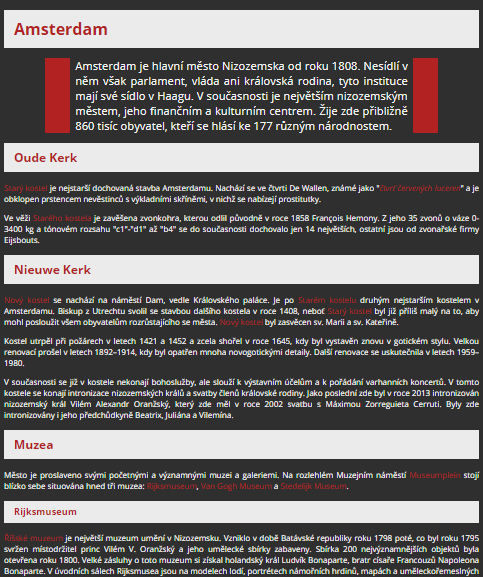 Amsterdam
Amsterdam je hlavní město Nizozemska od roku 1808. Nesídlí v
něm však parlament, vláda ani královská rodina, tyto instituce
mají své sídlo v Haagu. V současnosti je největším nizozemským
městem, jeho finančním a kulturním centrem. Žije zde přibližně
860 tisíc obyvatel, kteří se hlásí ke 177 různým národnostem.
Oude Kerk
Starý kostel je nejstarší dochovaná stavba Amsterdamu. Nachází se ve čtvrti De Wallen, známé jako "čtvrť červených luceren" a je
obklopen prstencem nevěstinců s výkladními skříněmi, v nichž se nabízejí prostitutky.
Ve věži Starého kostela je zavěšena zvonkohra, kterou odlil původně v roce 1858 François Hemony. Z jeho 35 zvonů o váze 0-
3400 kg a tónovém rozsahu "c1"-"d1" až "b4" se do současnosti dochovalo jen 14 největších, ostatní jsou od zvonařské firmy
Eijsbouts.
Nieuwe Kerk
Nový kostel se nachází na náměstí Dam, vedle Královského paláce. Je po Starém kostelu druhým nejstarším kostelem v
Amsterdamu. Biskup z Utrechtu svolil se stavbou dalšího kostela v roce 1408, neboť Starý kostel byl již příliš malý na to, aby
mohl posloužit všem obyvatelům rozrůstajícího se města. Nový kostel byl zasvěcen sv. Marii a sv. Kateřině.
Kostel utrpěl při požárech v letech 1421 a 1452 a zcela shořel v roce 1645, kdy byl vystavěn znovu v gotickém stylu. Velkou
renovací prošel v letech 1892–1914, kdy byl opatřen mnoha novogotickými detaily. Další renovace se uskutečnila v letech 1959–
1980.
V současnosti se již v kostele nekonají bohoslužby, ale slouží k výstavním účelům a k pořádání varhanních koncertů. V tomto
kostele se konají intronizace nizozemských králů a svatby členů královské rodiny. Jako poslední zde byl v roce 2013 intronizován
nizozemský král Vilém Alexandr Oranžský, který zde měl v roce 2002 svatbu s Máximou Zorreguieta Cerruti. Byly zde
intronizovány i jeho předchůdkyně Beatrix, Juliána a Vilemína.
Muzea
Město je proslaveno svými početnými a významnými muzei a galeriemi. Na rozlehlém Muzejním náměstí Museumplein stojí
blízko sebe situována hned tři muzea: Rijksmuseum, Van Gogh Museum a Stedelijk Museum.
Rijksmuseum
Říšské muzeum je největší muzeum umění v Nizozemsku. Vzniklo v době Batávské republiky roku 1798 poté, co byl roku 1795
svržen místodržitel princ Vilém V. Oranžský a jeho umělecké sbírky zabaveny. Sbírka 200 nejvýznamnějších objektů byla
otevřena roku 1800. Velké zásluhy o toto muzeum si získal holandský král Ludvík Bonaparte, bratr císaře Francouzů Napoleona
Bonaparta. V úvodních sálech Rijksmusea jsou na modelech lodí, portrétech námořních hrdinů, mapách a uměleckořemeslných